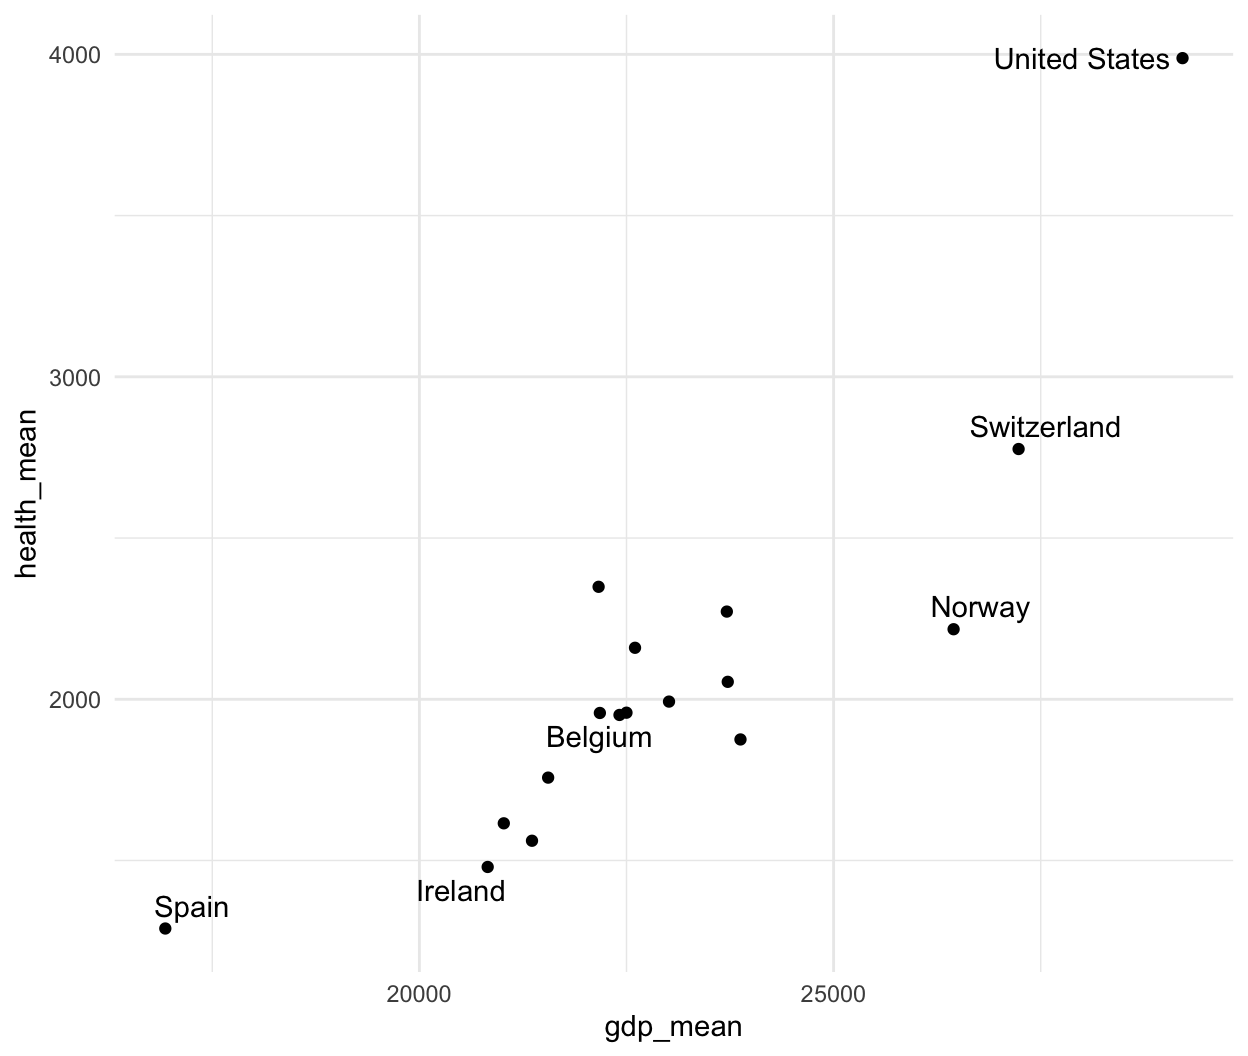 4000
United States
3000
Switzerland
health_mean
Norway
2000
Belgium
Ireland
Spain
20000
25000
gdp_mean